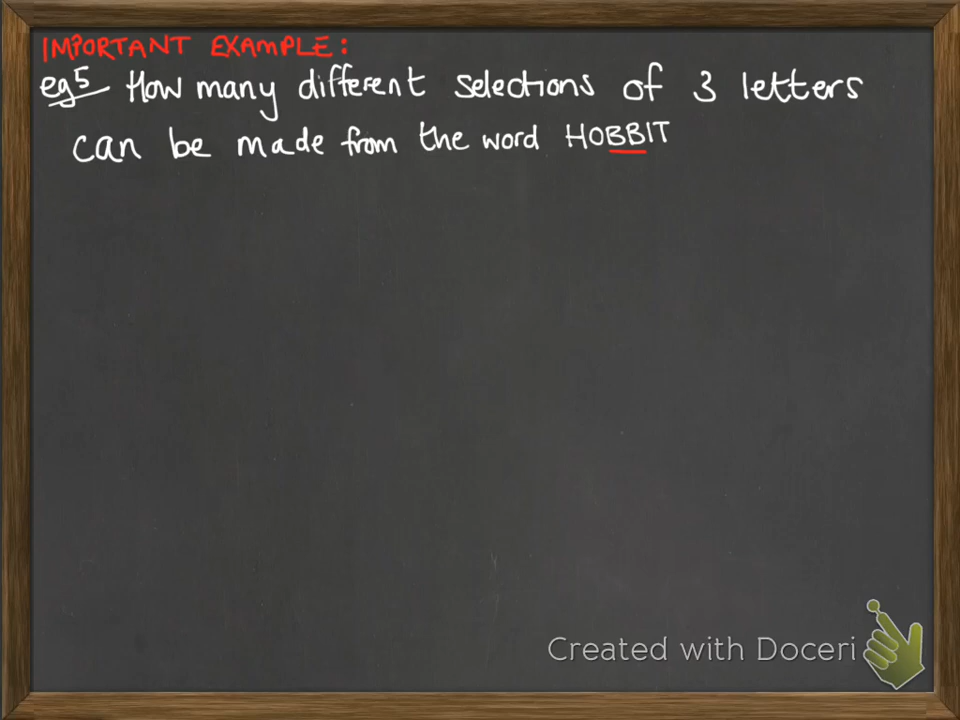 IMPORTANT EXAMPLE:
eg5 How many different selections of 3 letters
can be made from the word HOBBIT
Created with Doceri